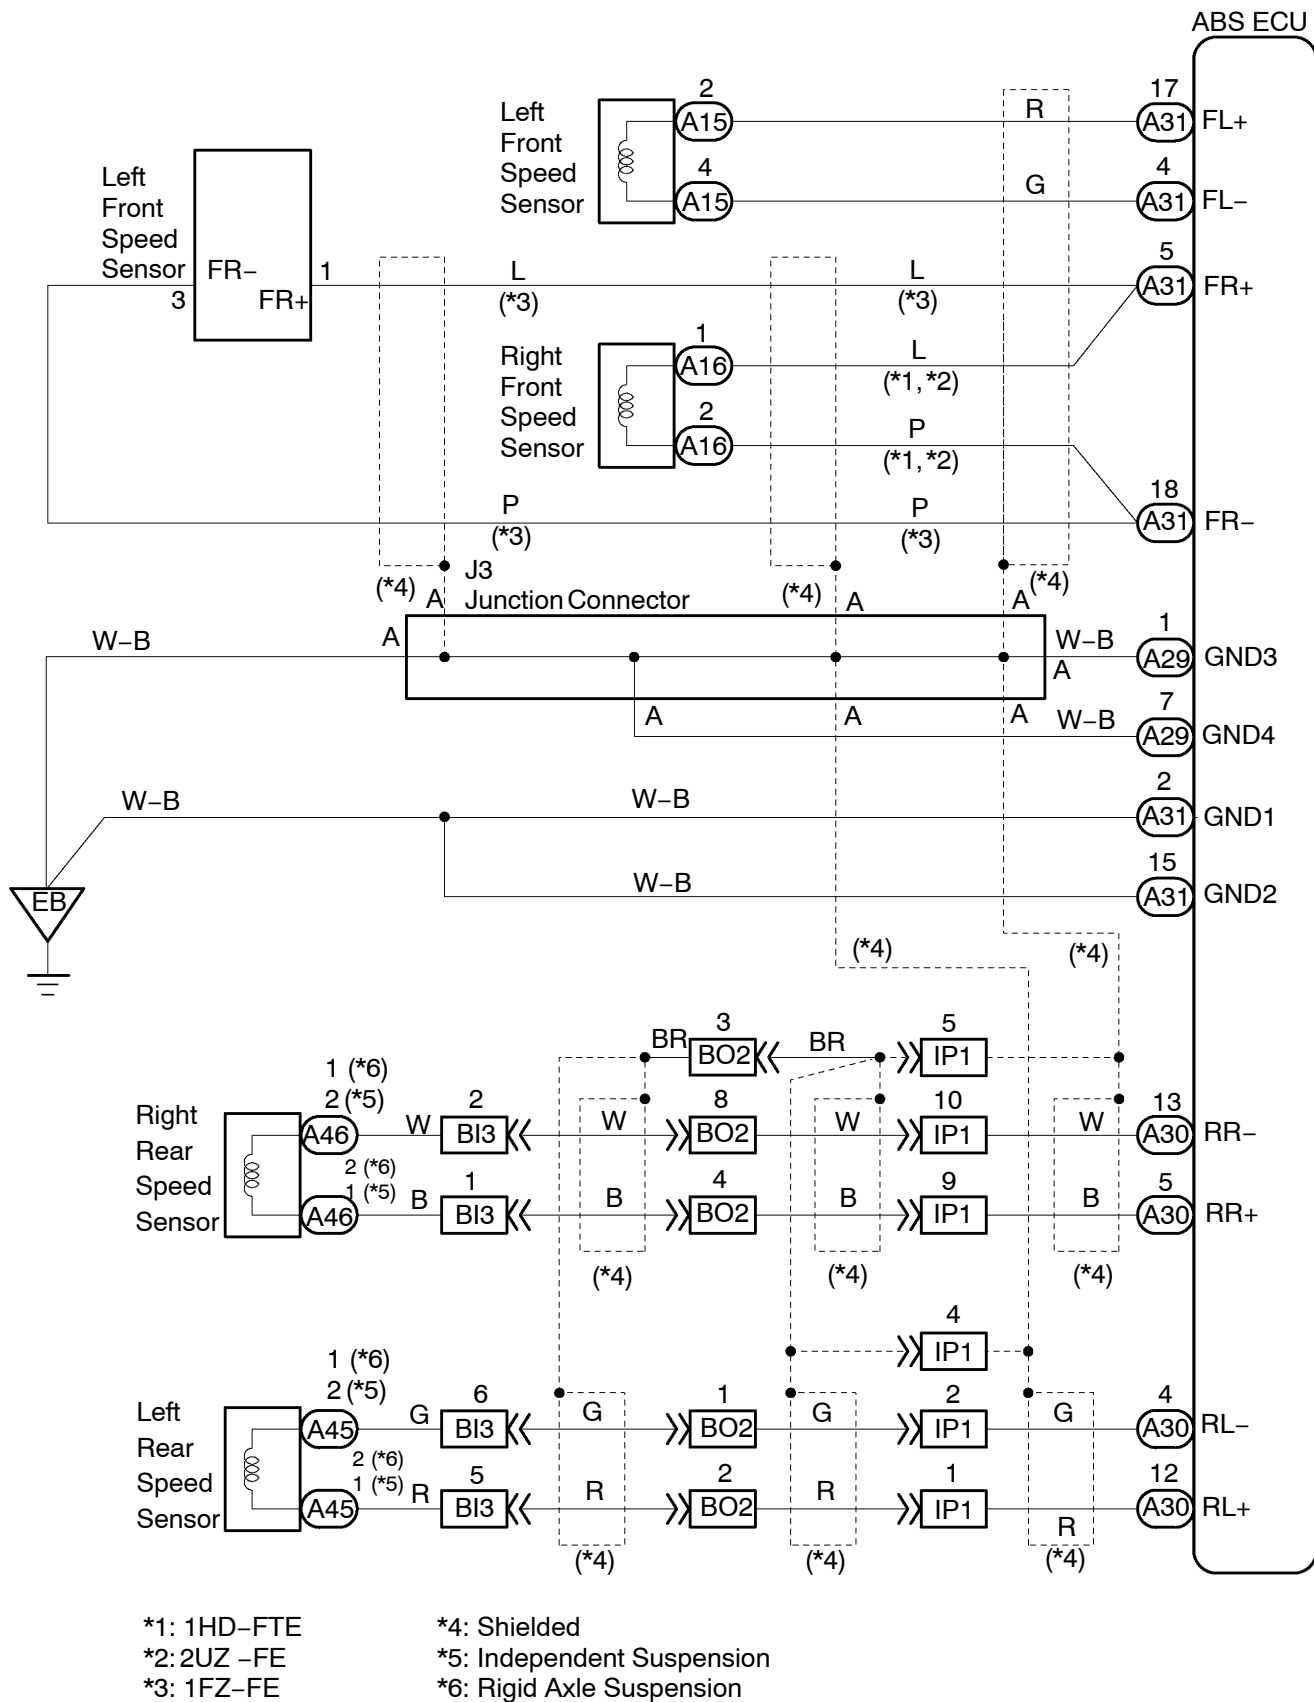 ABS ECU
Left
Front
Speed
Sensor
2
A15
R
17
A31
FL+
4
A15
G
4
A31
FL−
Left
Front
Speed
Sensor
FR−
3
FR+
1
L
(*3)
L
(*3)
5
A31
FR+
Right
Front
Speed
Sensor
1
A16
L
(*1, *2)
2
A16
P
(*1, *2)
P
(*3)
P
(*3)
18
A31
FR−
(*4)
J3
Junction Connector
(*4)
(*4)
A
A
A
W−B
A
W−B
A
1
A29
GND3
A
A
A
W−B
7
A29
GND4
W−B
W−B
2
A31
GND1
W−B
15
A31
GND2
EB
(*4)
(*4)
BR
3
BO2
BR
5
IP1
Right
Rear
Speed
Sensor
1 (*6)
2 (*5)
A46
W
2
BI3
W
8
BO2
W
10
IP1
W
13
A30
RR−
2 (*6)
1 (*5)
A46
B
1
BI3
B
4
BO2
B
9
IP1
B
5
A30
RR+
(*4)
(*4)
(*4)
4
IP1
Left
Rear
Speed
Sensor
1 (*6)
2 (*5)
A45
G
6
BI3
G
1
BO2
G
2
IP1
G
4
A30
RL−
2 (*6)
1 (*5)
A45
R
5
BI3
R
2
BO2
R
1
IP1
R
12
A30
RL+
(*4)
(*4)
(*4)
*1: 1HD−FTE
*2: 2UZ −FE
*3: 1FZ−FE
*4: Shielded
*5: Independent Suspension
*6: Rigid Axle Suspension